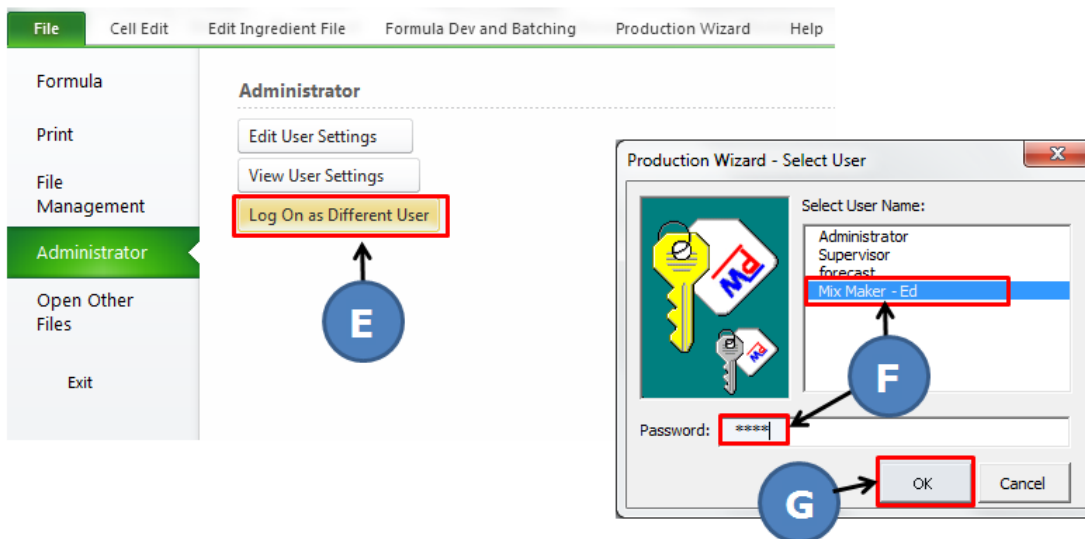 File Cell Edit Edit Ingredient File Formula Dev and Batching Production Wizard Help
Formula
Print
File
Management
Administrator
Open Other
Files
Exit
Administrator
Edit User Settings
View User Settings
Log On as Different User
E
Production Wizard - Select User
x
PW
PW
Select User Name:
Administrator
Supervisor
forecast
Mix Maker - Ed
F
Password: ****
OK Cancel
G